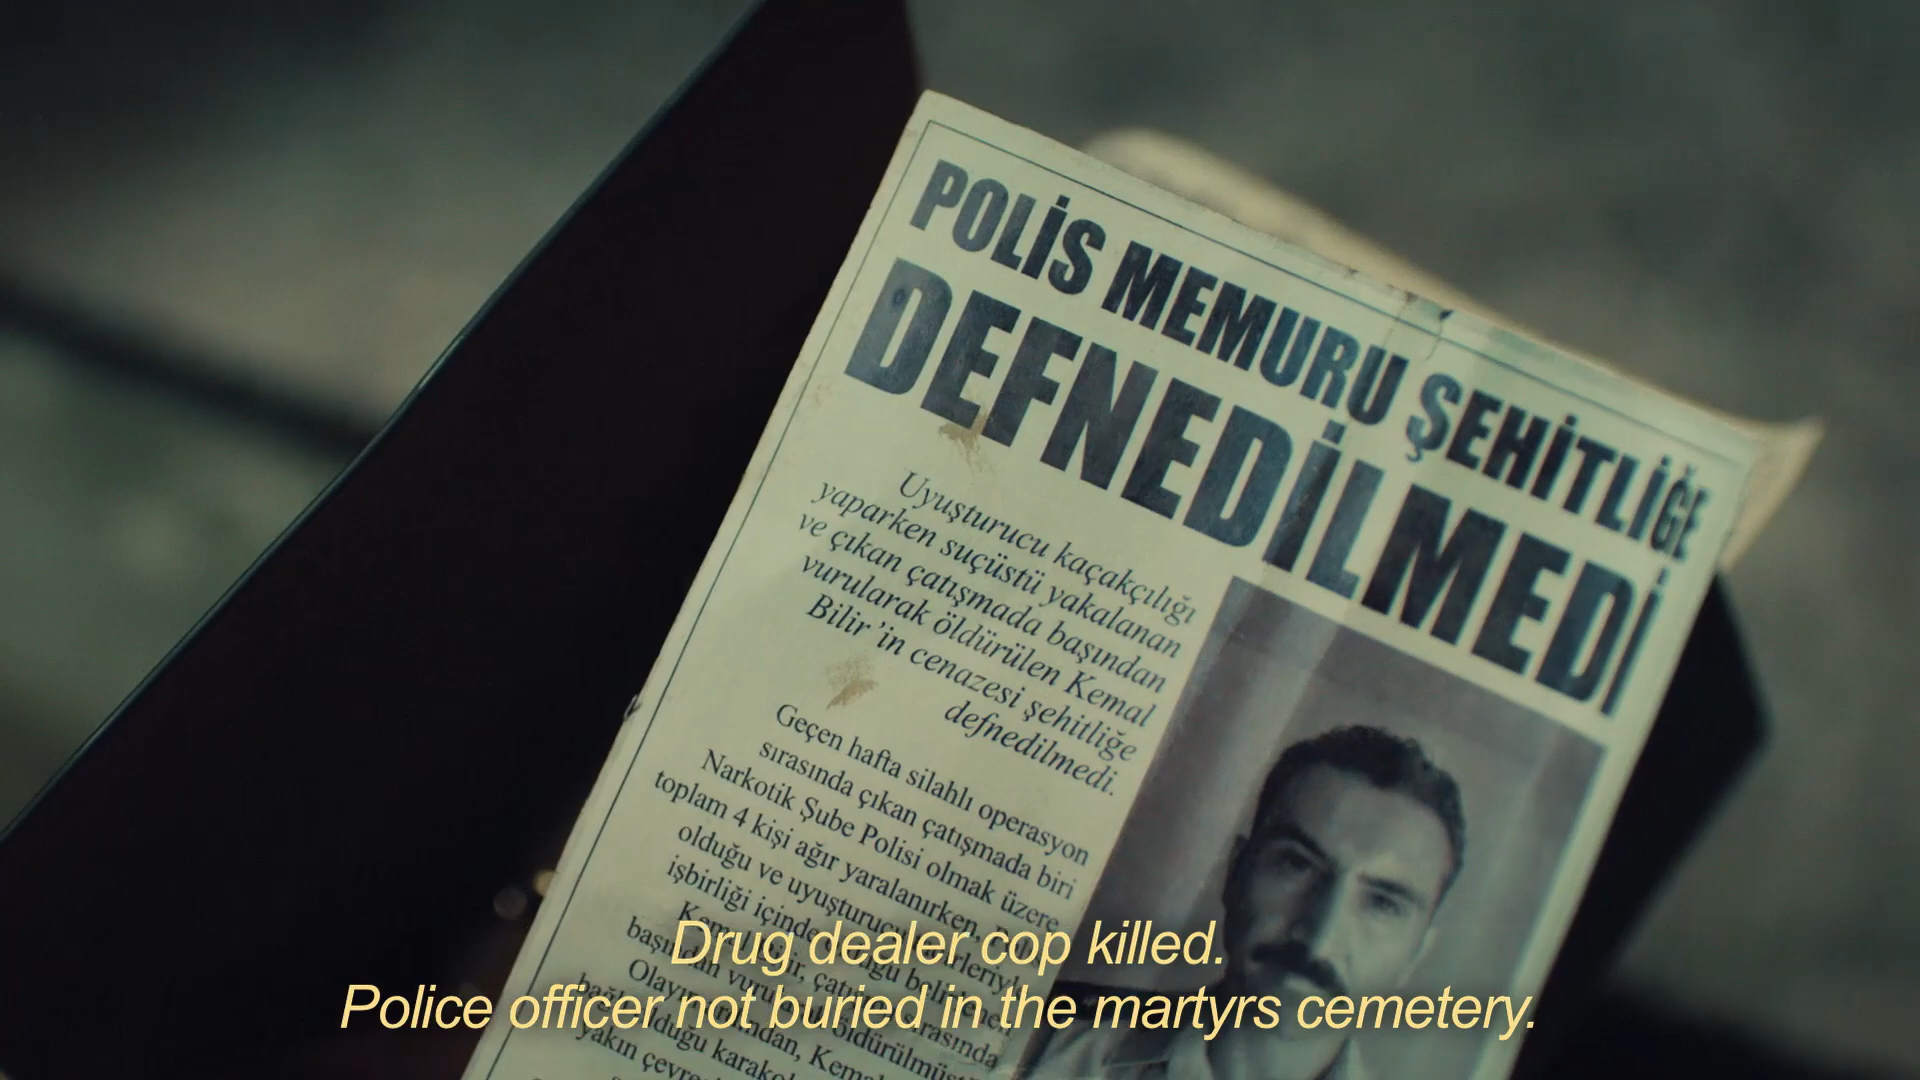 POLİS MEMURU ŞEHİTLİĞE
DEFNEDİLMEDİ
Uyuşturucu kaçakçılığı
yaparken suçüstü yakalanan
ve çıkan çatışmada başından
vurularak öldürülen Kemal
Bilir'in cenazesi şehitliğe
defnedilmedi.
Geçen hafta silahlı operasyon
sırasında çıkan çatışmada biri
Narkotik Şube Polisi olmak üzere
toplam 4 kişi ağır yaralanırken,
olduğu ve uyuşturucu
işbirliği içinde
Drug dealer cop killed.
Police officer not buried in the martyrs cemetery.